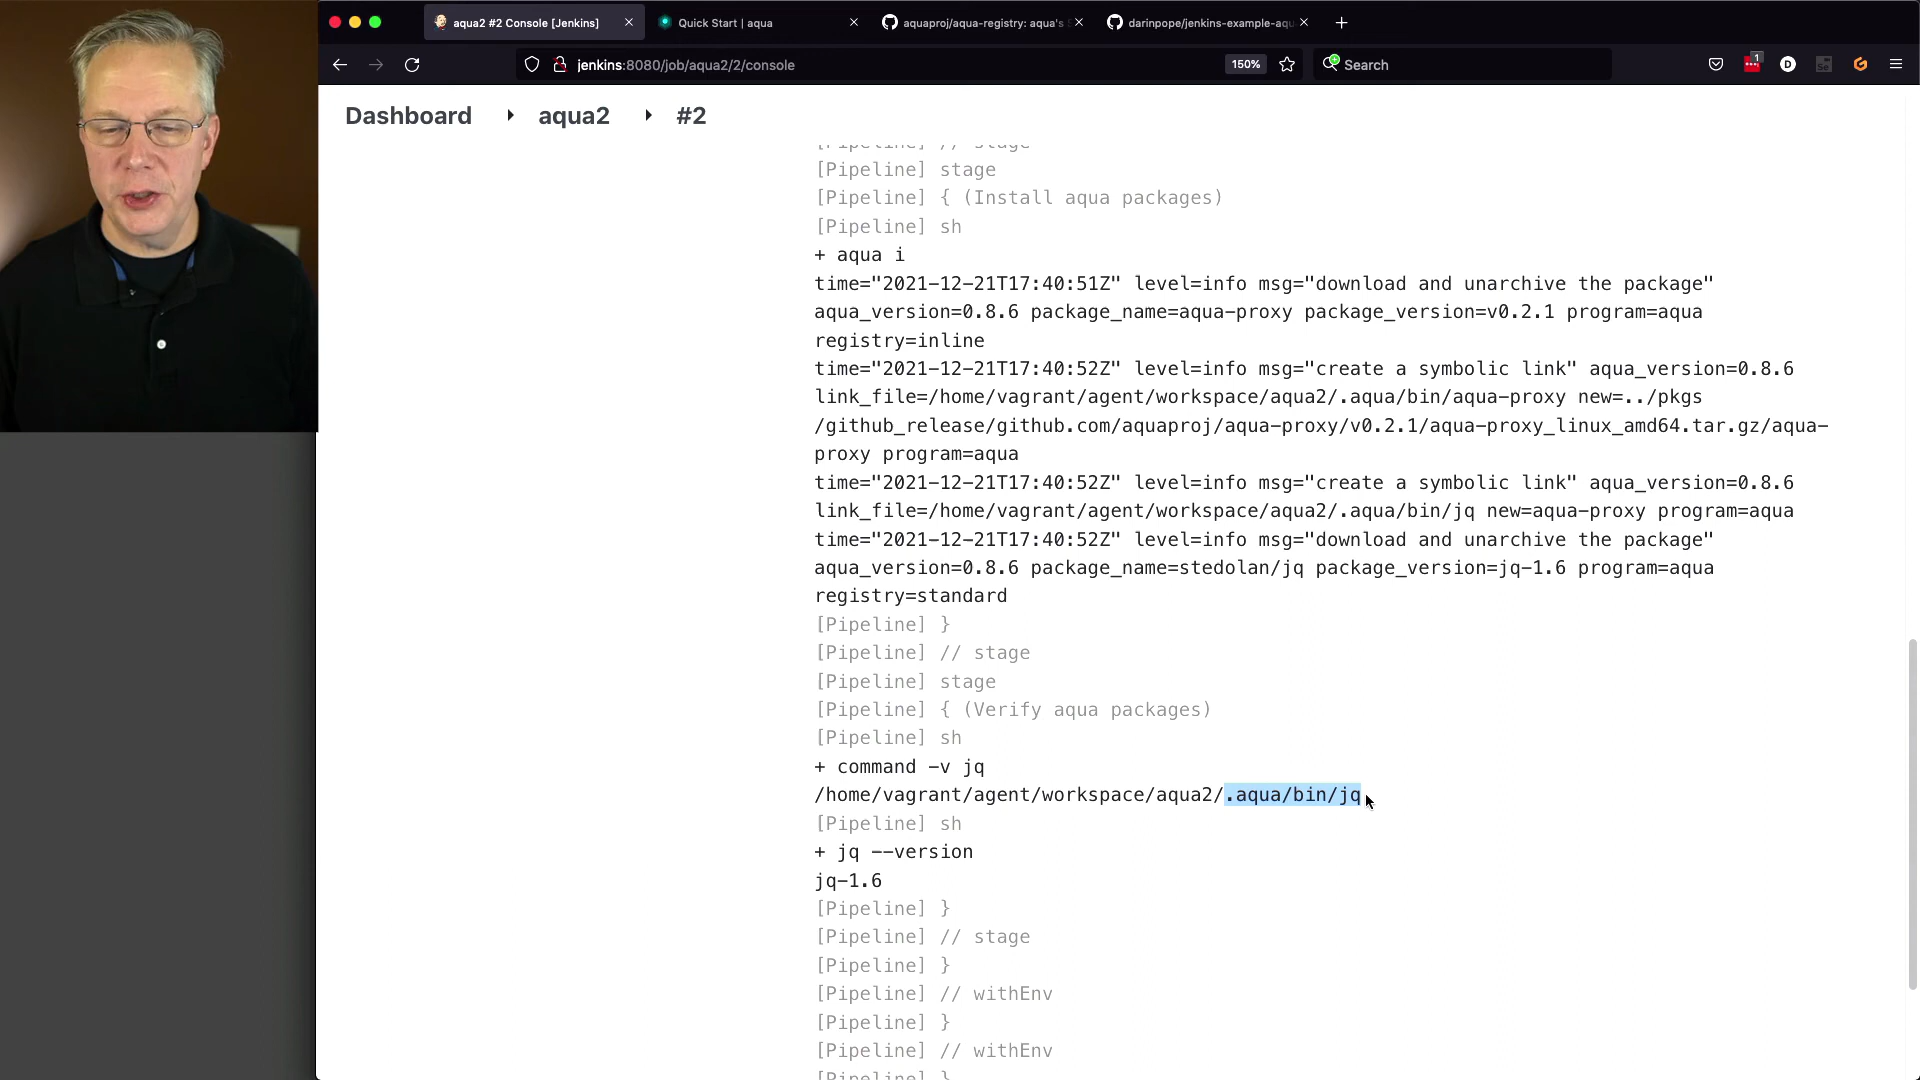 aqua2 #2 Console [Jenkins]
Quick Start | aqua
aquaproj/aqua-registry: aqua's
darinpope/jenkins-example-aqu
jenkins:8080/job/aqua2/2/console
150%
Search
1
D
Se
Dashboard
aqua2
#2
[Pipeline] // stage
[Pipeline] stage
[Pipeline] { (Install aqua packages)
[Pipeline] sh
+ aqua i
time="2021-12-21T17:40:51Z" level=info msg="download and unarchive the package"
aqua_version=0.8.6 package_name=aqua-proxy package_version=v0.2.1 program=aqua
registry=inline
time="2021-12-21T17:40:52Z" level=info msg="create a symbolic link" aqua_version=0.8.6
link_file=/home/vagrant/agent/workspace/aqua2/.aqua/bin/aqua-proxy new=../pkgs
/github_release/github.com/aquaproj/aqua-proxy/v0.2.1/aqua-proxy_linux_amd64.tar.gz/aqua-
proxy program=aqua
time="2021-12-21T17:40:52Z" level=info msg="create a symbolic link" aqua_version=0.8.6
link_file=/home/vagrant/agent/workspace/aqua2/.aqua/bin/jq new=aqua-proxy program=aqua
time="2021-12-21T17:40:52Z" level=info msg="download and unarchive the package"
aqua_version=0.8.6 package_name=stedolan/jq package_version=jq-1.6 program=aqua
registry=standard
[Pipeline] }
[Pipeline] // stage
[Pipeline] stage
[Pipeline] { (Verify aqua packages)
[Pipeline] sh
+ command -v jq
/home/vagrant/agent/workspace/aqua2/.aqua/bin/jq
[Pipeline] sh
+ jq --version
jq-1.6
[Pipeline] }
[Pipeline] // stage
[Pipeline] }
[Pipeline] // withEnv
[Pipeline] }
[Pipeline] // withEnv
[Pipeline] }